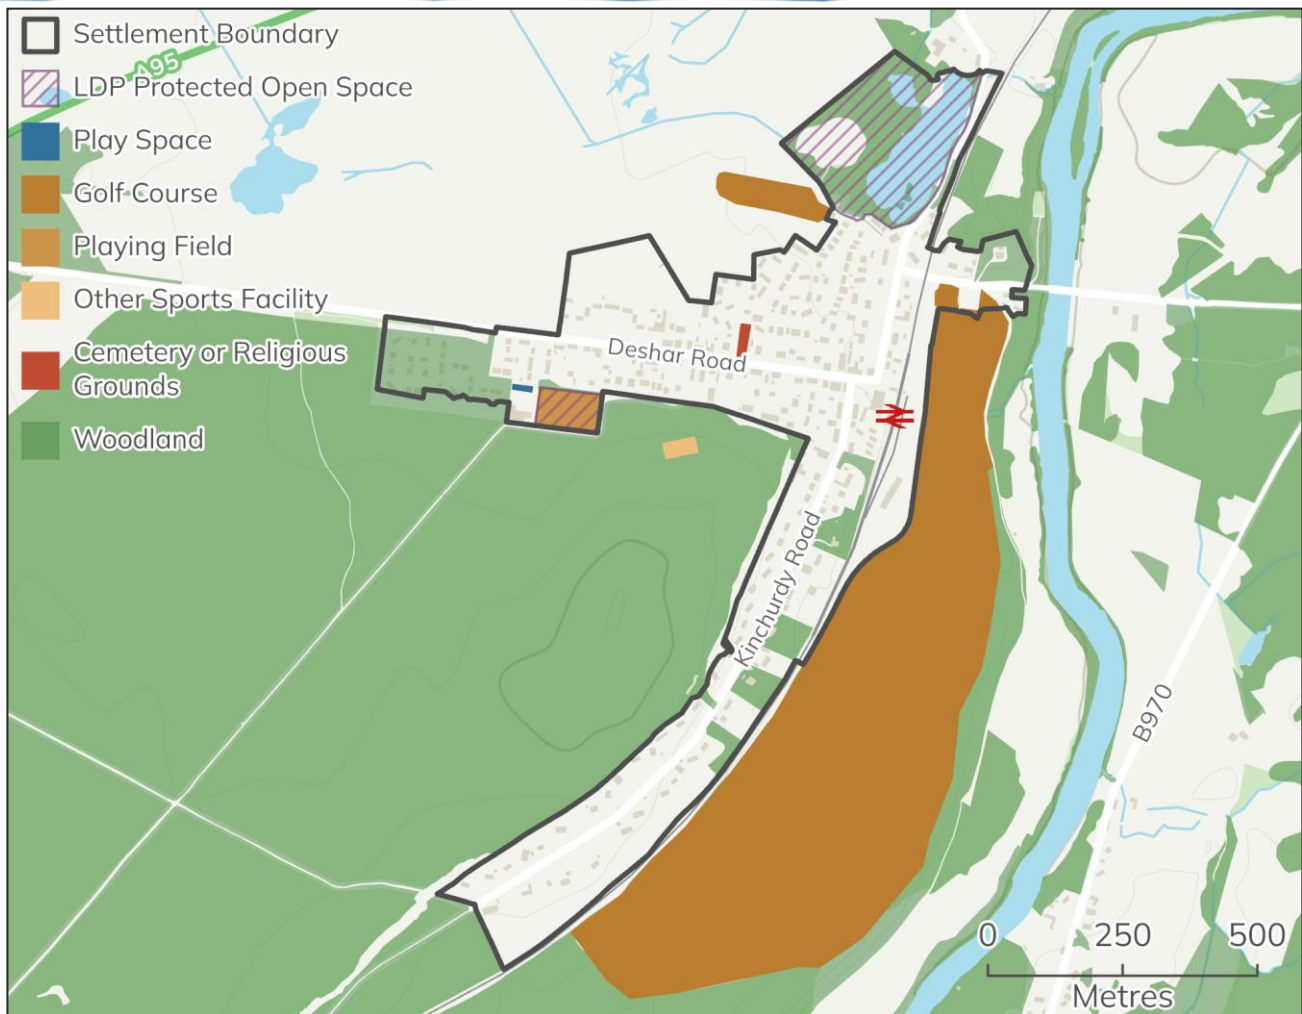 Settlement Boundary
A95
LDP Protected Open Space
Play Space
Golf Course
Playing Field
Other Sports Facility
Cemetery or Religious
Grounds
Woodland
Deshar Road
Kinchurdy Road
B970
0 250 500
Metres